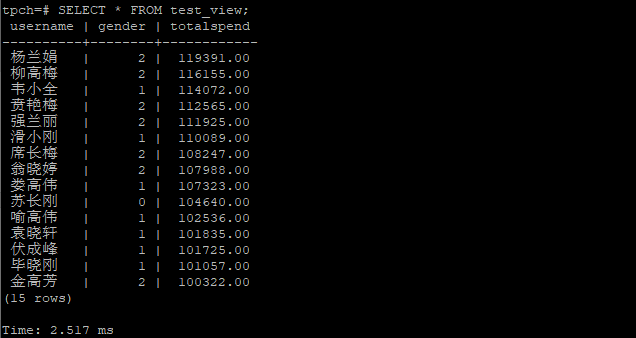 tpch=# SELECT * FROM test_view;
 username | gender | totalspend
----------+--------+------------
 杨兰娟   |      2 |  119391.00
 柳高梅   |      2 |  116155.00
 韦小全   |      1 |  114072.00
 贲艳梅   |      2 |  112565.00
 强兰丽   |      2 |  111925.00
 滑小刚   |      1 |  110089.00
 席长梅   |      2 |  108247.00
 翁晓婷   |      2 |  107988.00
 娄高伟   |      1 |  107323.00
 苏长刚   |      0 |  104640.00
 喻高伟   |      1 |  102536.00
 袁晓轩   |      1 |  101835.00
 伏成峰   |      1 |  101725.00
 毕晓刚   |      1 |  101057.00
 金高芳   |      2 |  100322.00
(15 rows)
Time: 2.517 ms